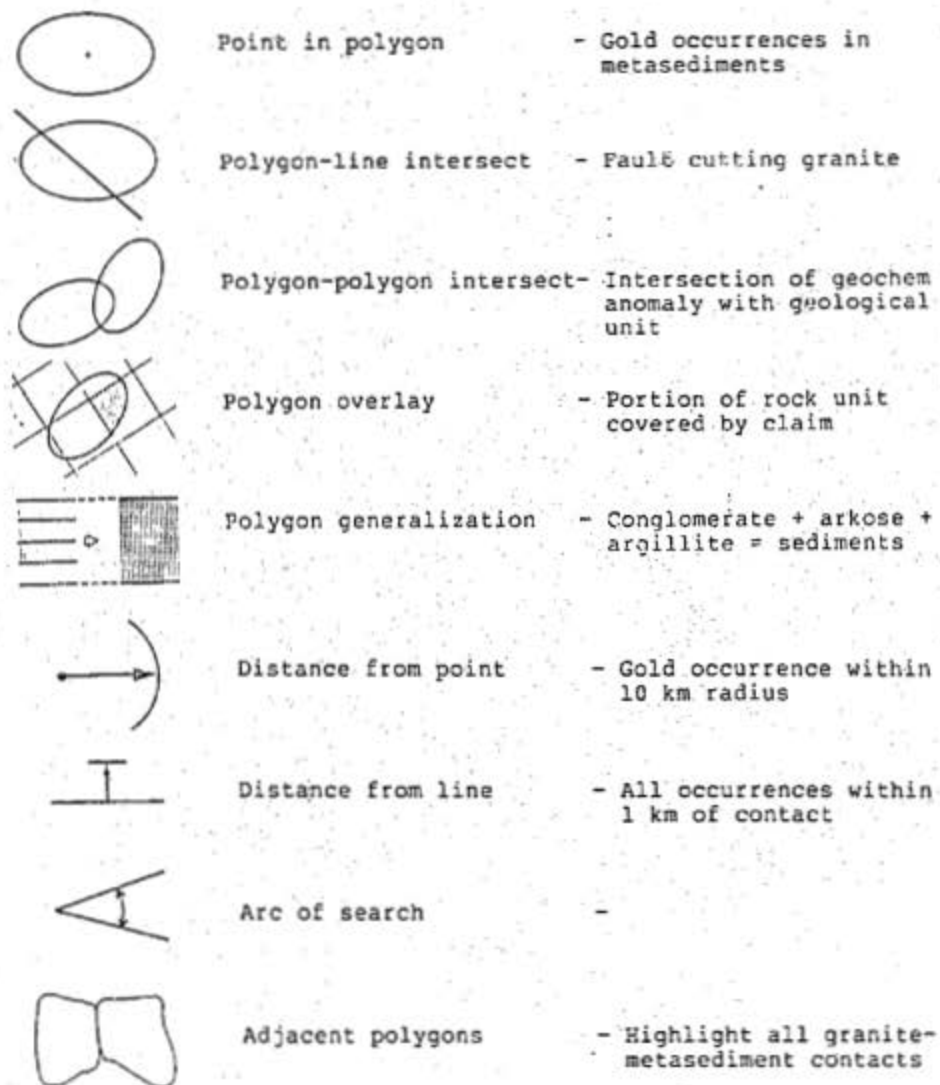 Point in polygon - Gold occurrences in
metasediments
Polygon-line intersect - Fault cutting granite
Polygon-polygon intersect- Intersection of geochem
anomaly with geological
unit
Polygon overlay - Portion of rock unit
covered by claim
Polygon generalization - Conglomerate + arkose +
argillite = sediments
Distance from point - Gold occurrence within
10 km radius
Distance from line - All occurrences within
1 km of contact
Arc of search -
Adjacent polygons - Highlight all granite-
metasediment contacts